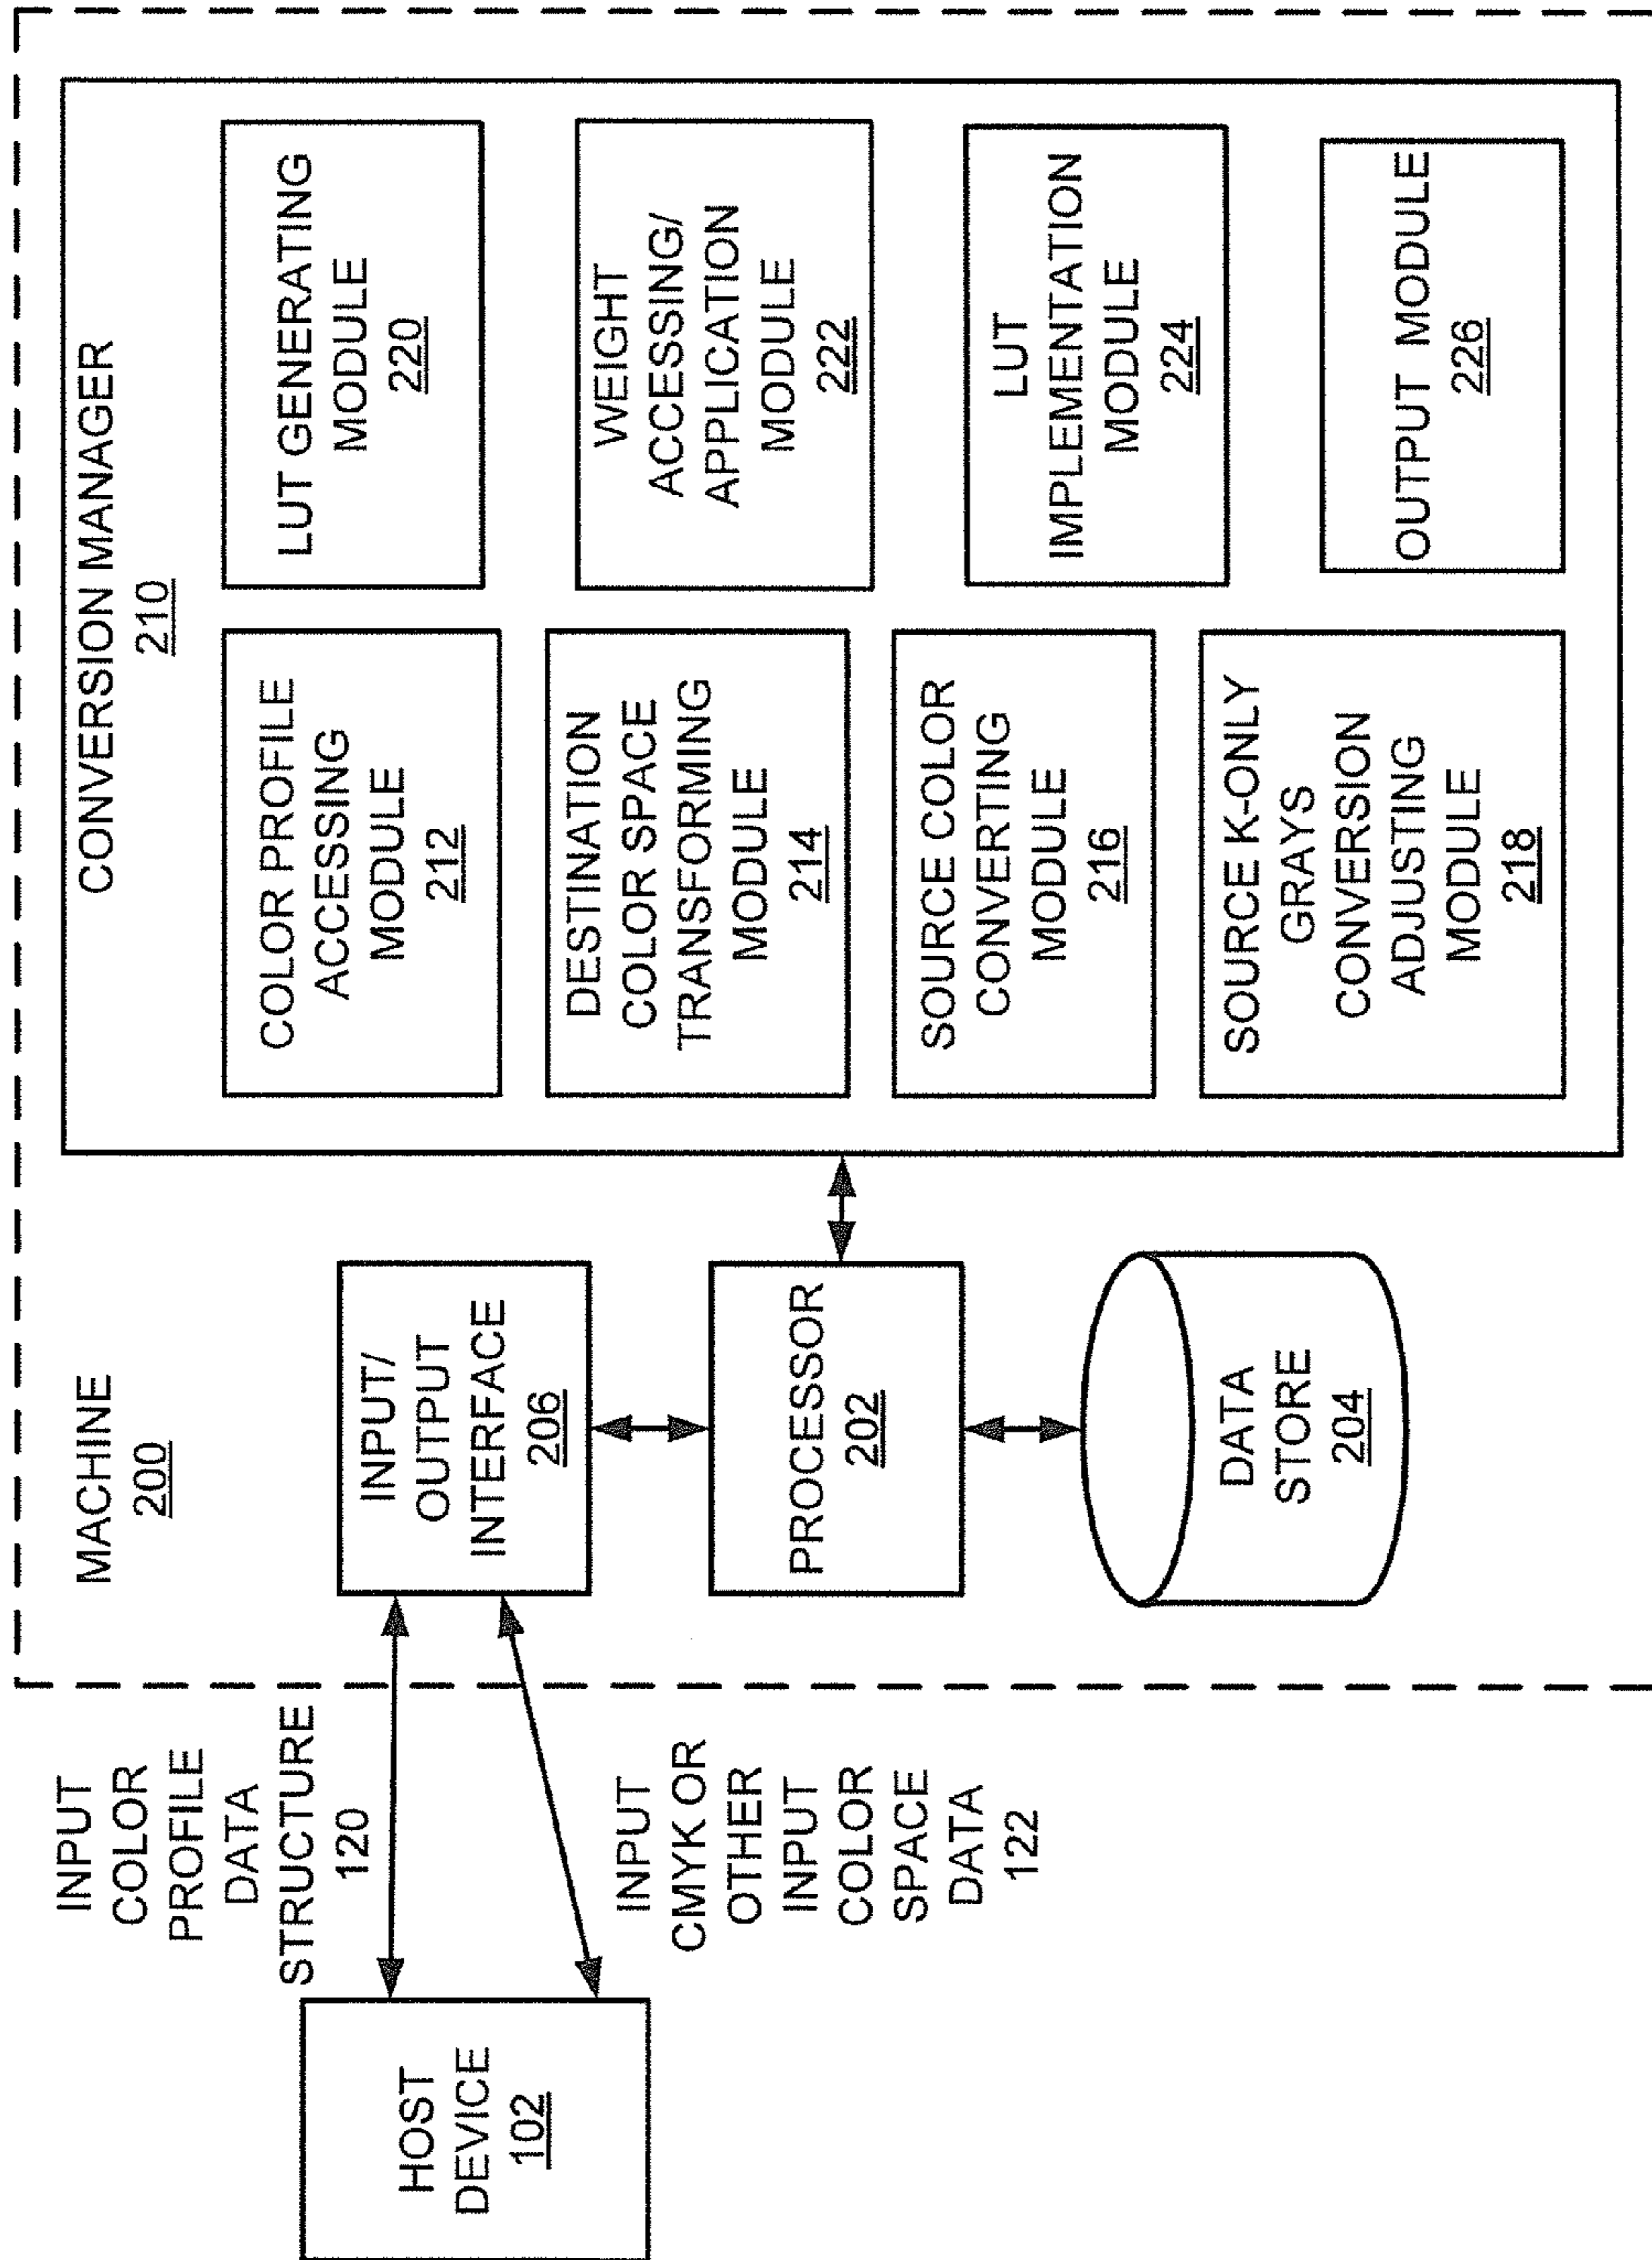 INPUT
COLOR
PROFILE
DATA
STRUCTURE
120
MACHINE
200
CONVERSION MANAGER
210
HOST
DEVICE
102
INPUT
CMYK OR
OTHER
INPUT
COLOR
SPACE
DATA
122
INPUT/
OUTPUT
INTERFACE
206
PROCESSOR
202
DATA
STORE
204
COLOR PROFILE
ACCESSING
MODULE
212
DESTINATION
COLOR SPACE
TRANSFORMING
MODULE
214
SOURCE COLOR
CONVERTING
MODULE
216
SOURCE K-ONLY
GRAYS
CONVERSION
ADJUSTING
MODULE
218
LUT GENERATING
MODULE
220
WEIGHT
ACCESSING/
APPLICATION
MODULE
222
LUT
IMPLEMENTATION
MODULE
224
OUTPUT MODULE
226